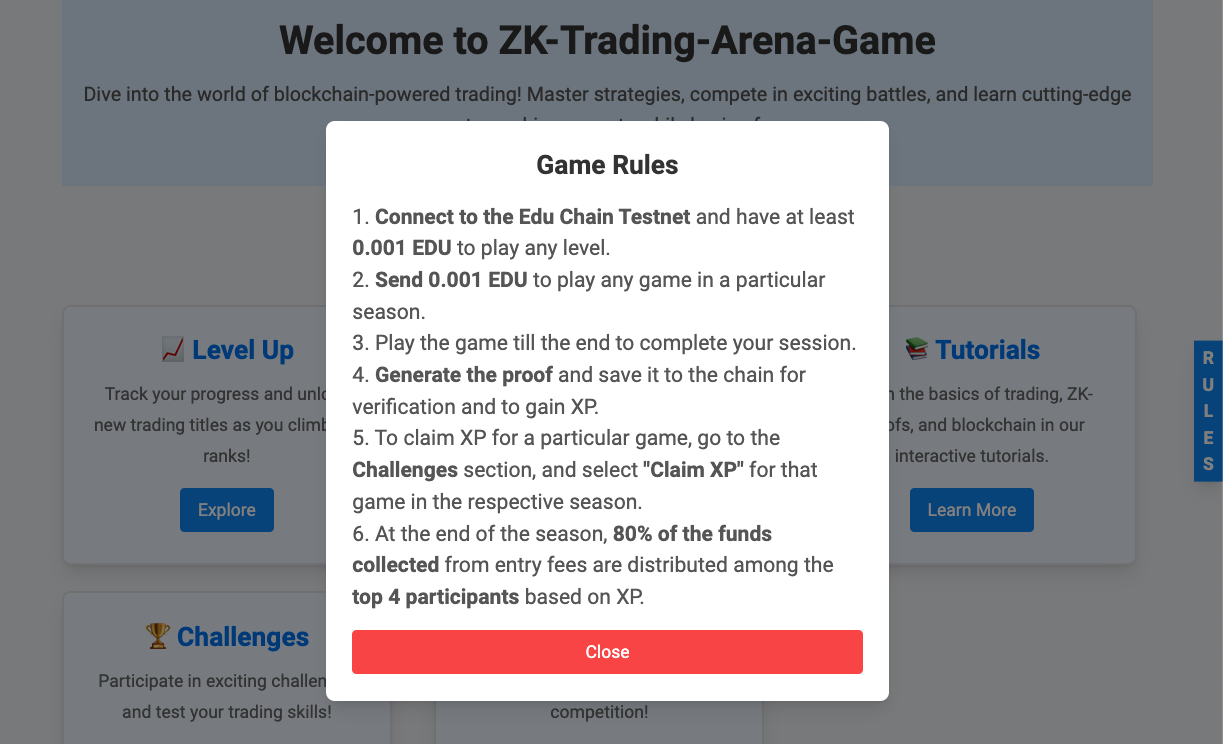 Welcome to ZK-Trading-Arena-Game
Dive into the world of blockchain-powered trading! Master strategies, compete in exciting battles, and learn cutting-edge
Game Rules
1. Connect to the Edu Chain Testnet and have at least
0.001 EDU to play any level.
2. Send 0.001 EDU to play any game in a particular
season.
3. Play the game till the end to complete your session.
4. Generate the proof and save it to the chain for
verification and to gain XP.
5. To claim XP for a particular game, go to the
Challenges section, and select "Claim XP" for that
game in the respective season.
6. At the end of the season, 80% of the funds
collected from entry fees are distributed among the
top 4 participants based on XP.
Close
📈 Level Up
Track your progress and
new trading titles as you climb
ranks!
Explore
📚 Tutorials
the basics of trading, ZK-
and blockchain in our
interactive tutorials.
Learn More
RULES
🏆 Challenges
Participate in exciting
and test your trading skills!
competition!